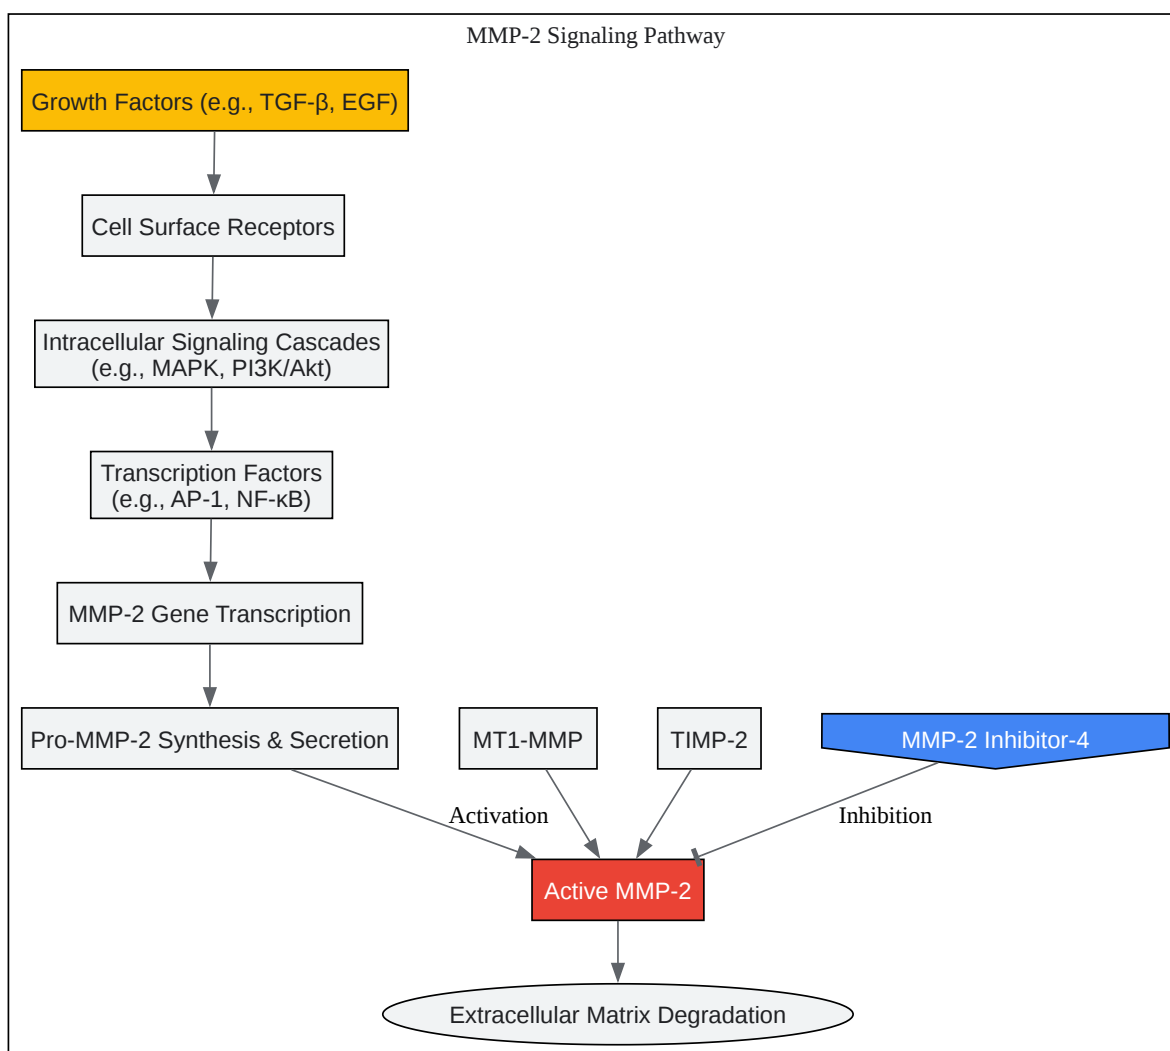 MMP-2 Signaling Pathway
Growth Factors (e.g., TGF-β, EGF)
Cell Surface Receptors
Intracellular Signaling Cascades
(e.g., MAPK, PI3K/Akt)
Transcription Factors
(e.g., AP-1, NF-κB)
MMP-2 Gene Transcription
Pro-MMP-2 Synthesis & Secretion
MT1-MMP
TIMP-2
MMP-2 Inhibitor-4
Activation
Inhibition
Active MMP-2
Extracellular Matrix Degradation